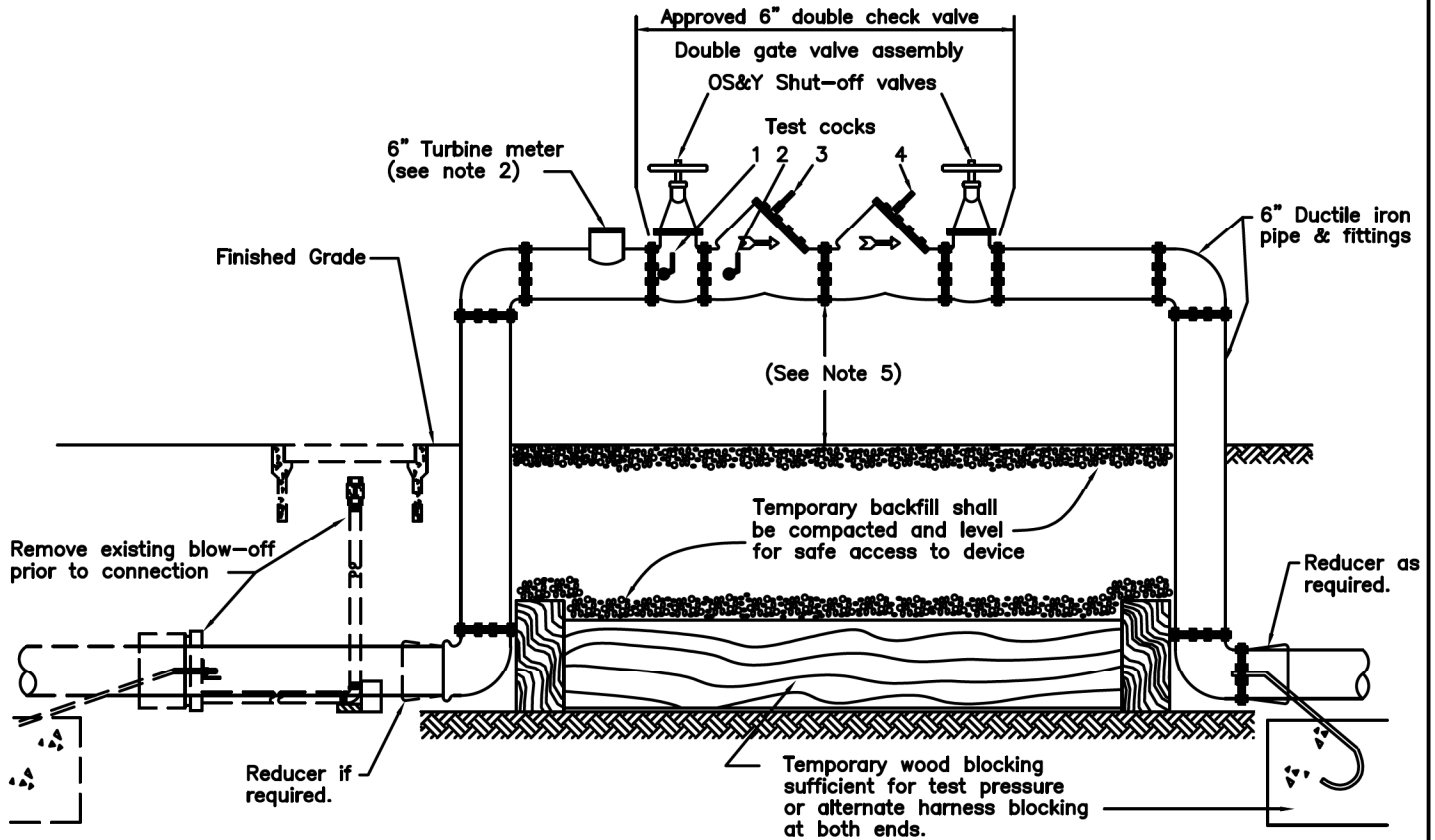 Approved 6” double check valve
Double gate valve assembly
OS&Y Shut-off valves
Test cocks
1 2 3 4
6” Turbine meter
(see note 2)
6” Ductile iron
pipe & fittings
Finished Grade
(See Note 5)
Temporary backfill shall
be compacted and level
for safe access to device
Remove existing blow-off
prior to connection
Reducer as
required.
Reducer if
required.
Temporary wood blocking
sufficient for test pressure
or alternate harness blocking
at both ends.